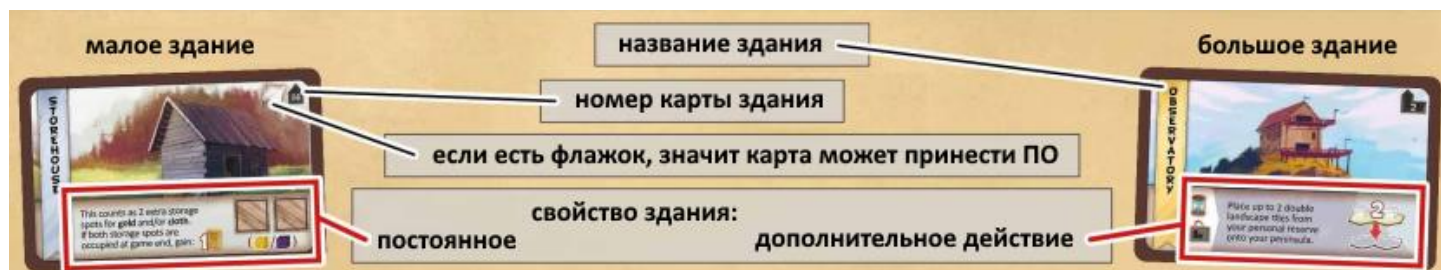 малое здание
название здания
большое здание
номер карты здания
если есть флажок, значит карта может принести ПО
свойство здания:
постоянное
дополнительное действие
STOREHOUSE
This counts as 2 extra storage
spots for gold and/or cloth.
If both storage spots are
occupied at game end, gain:
OBSERVATORY
Place up to 2 double
landscape tiles from
your personal reserve
onto your peninsula.
2